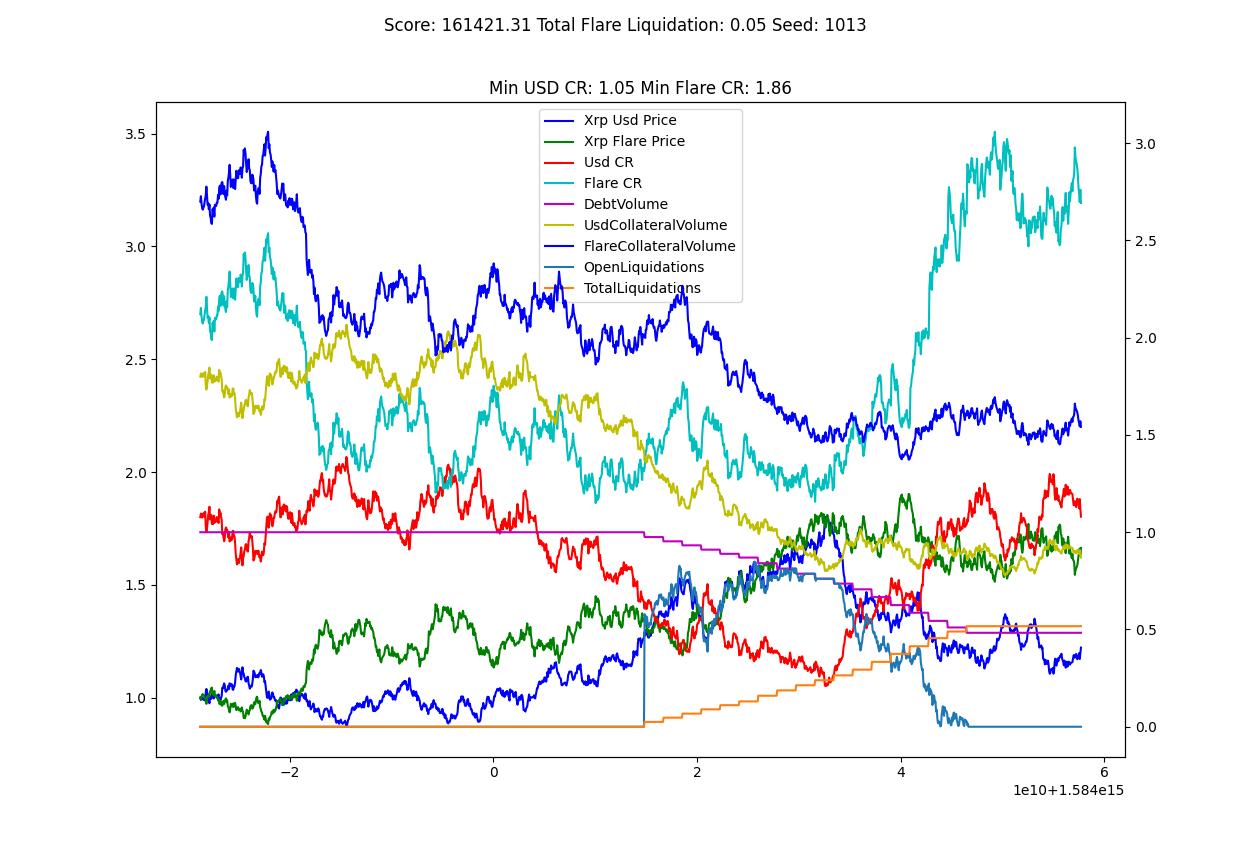 Score: 161421.31 Total Flare Liquidation: 0.05 Seed: 1013
Min USD CR: 1.05 Min Flare CR: 1.86
Xrp Usd Price
Xrp Flare Price
Usd CR
Flare CR
DebtVolume
UsdCollateralVolume
FlareCollateralVolume
OpenLiquidations
TotalLiquidations
3.5
3.0
2.5
2.0
1.5
1.0
3.0
2.5
2.0
1.5
1.0
0.5
0.0
−2
0
2
4
6
1e10+1.584e15